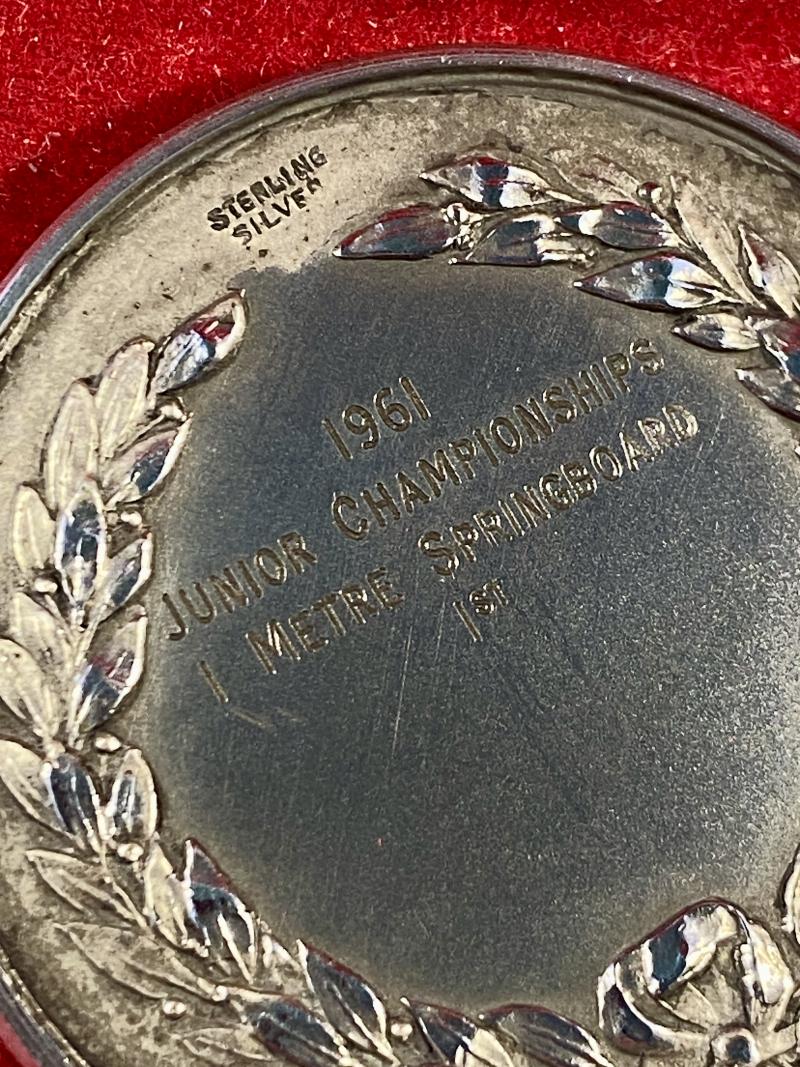 STERLING
SILVER
1961
JUNIOR CHAMPIONSHIPS
1 METRE SPRINGBOARD
1ST